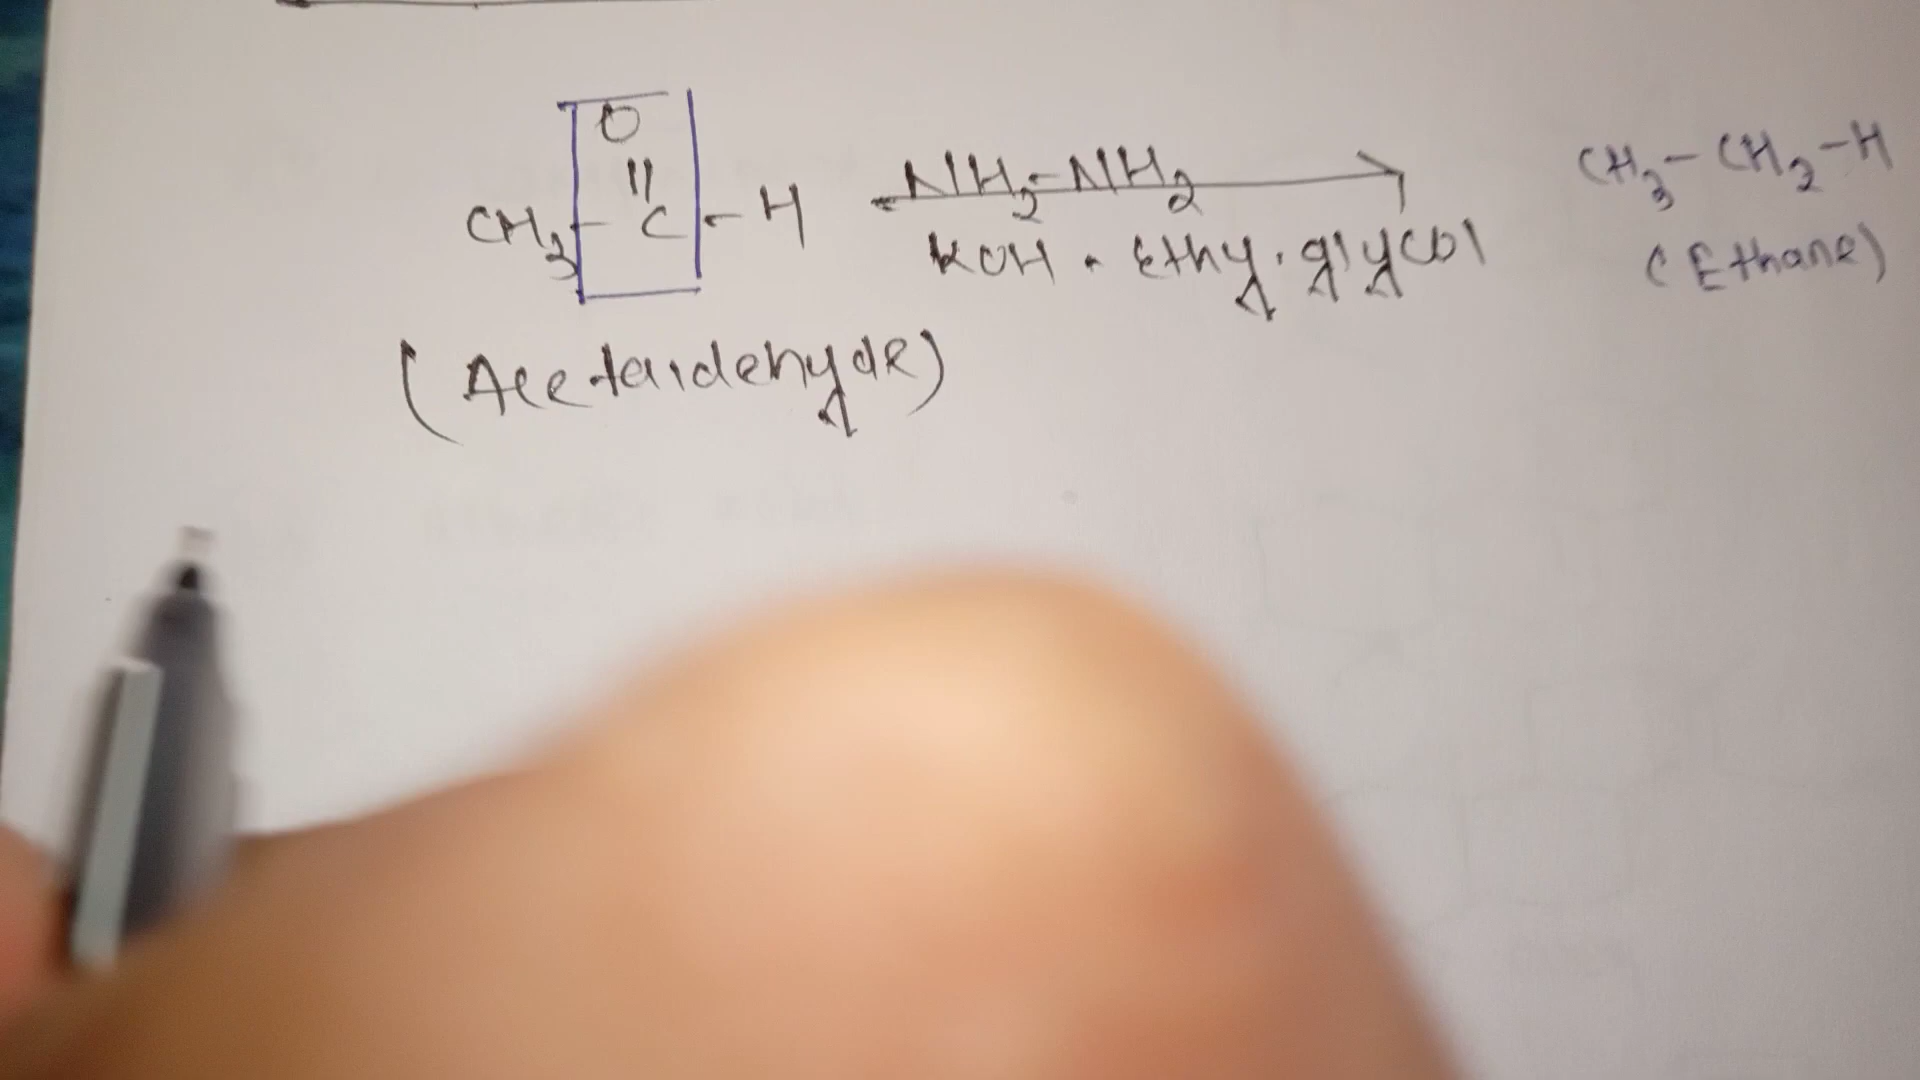 O
||
CH3 - C - H NH2-NH2 CH3-CH2-H
KOH . Ethy. glycol (Ethane)
(Acetaldehyde)